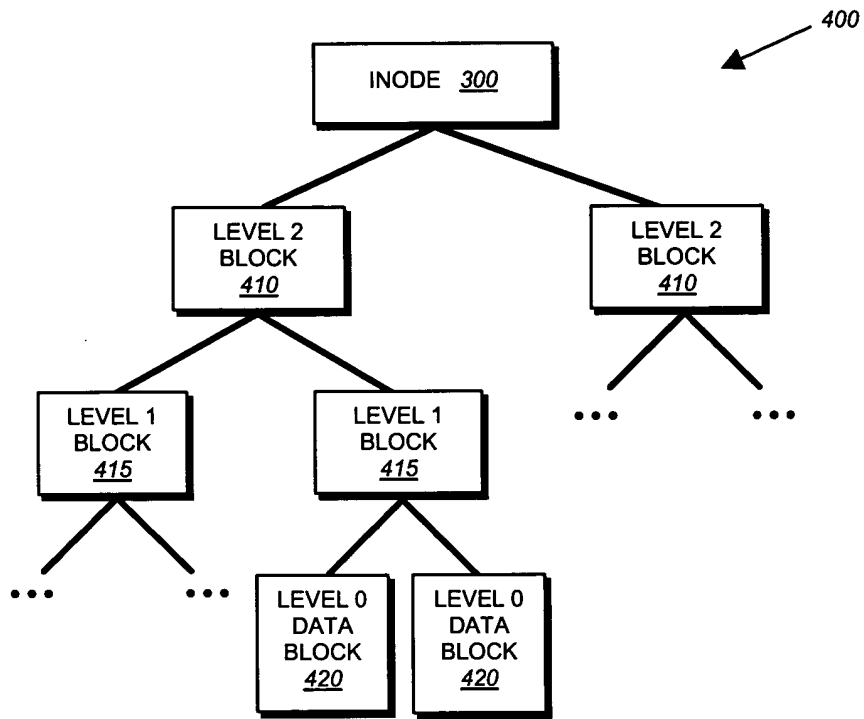 400
INODE 300
LEVEL 2
BLOCK
410
LEVEL 2
BLOCK
410
LEVEL 1
BLOCK
415
LEVEL 1
BLOCK
415
•••
•••
•••
•••
LEVEL 0
DATA
BLOCK
420
LEVEL 0
DATA
BLOCK
420